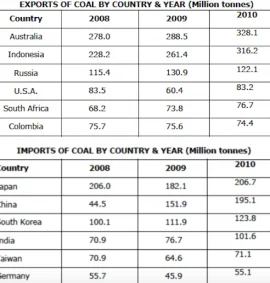 EXPORTS OF COAL BY COUNTRY & YEAR (Million tonnes)
Country 2008 2009 2010
Australia 278.0 288.5 328.1
Indonesia 228.2 261.4 316.2
Russia 115.4 130.9 122.1
U.S.A. 83.5 60.4 83.2
South Africa 68.2 73.8 76.7
Colombia 75.7 75.6 74.4
IMPORTS OF COAL BY COUNTRY & YEAR (Million tonnes)
Country 2008 2009 2010
Japan 206.0 182.1 206.7
China 44.5 151.9 195.1
South Korea 100.1 111.9 123.8
India 70.9 76.7 101.6
Taiwan 70.9 64.6 71.1
Germany 55.7 45.9 55.1